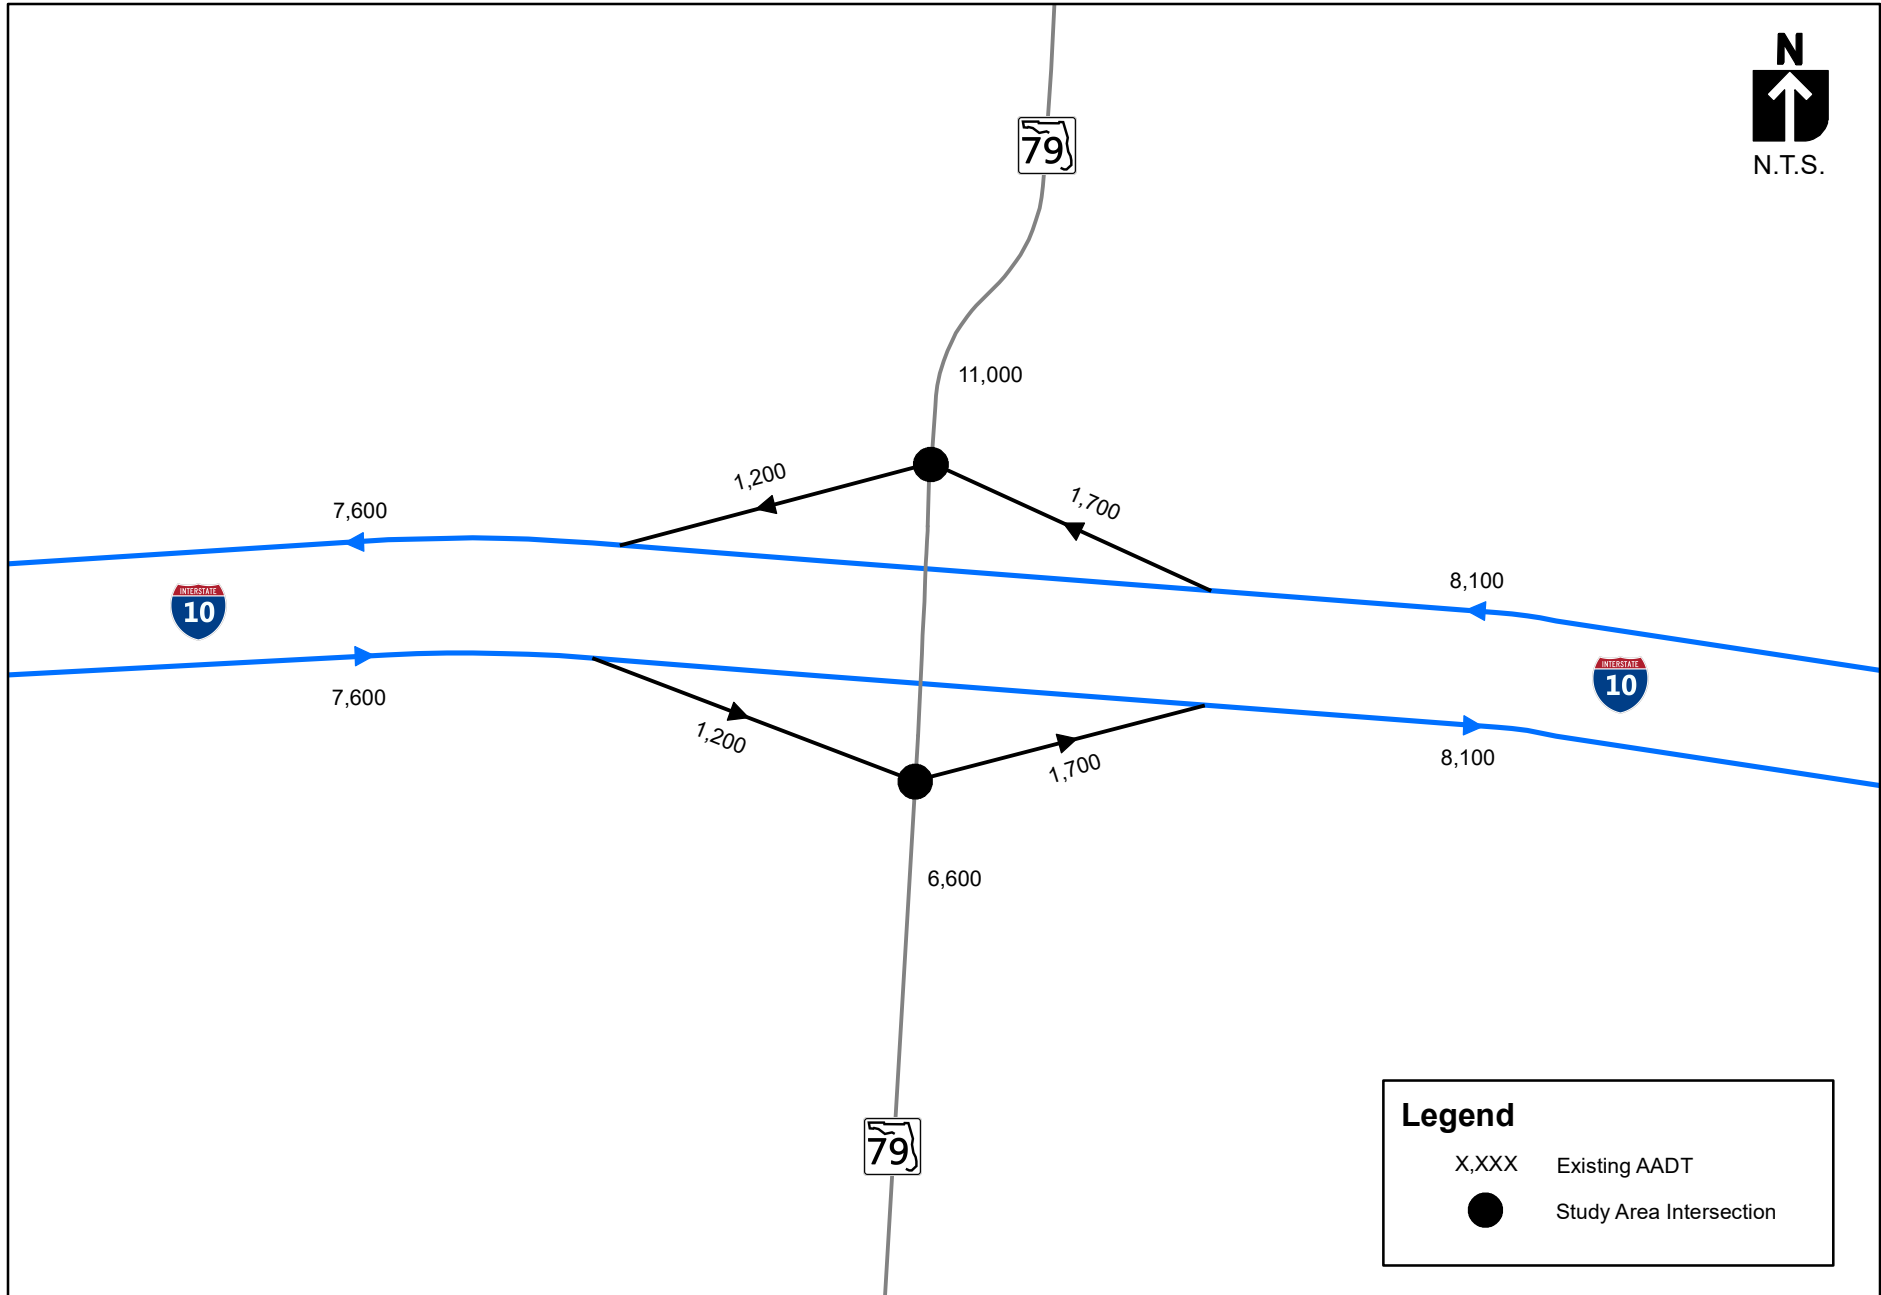 N
N.T.S.
79
11,000
1,200
1,700
7,600
8,100
INTERSTATE
10
INTERSTATE
10
7,600
1,200
1,700
8,100
6,600
79
Legend
X,XXX Existing AADT
Study Area Intersection